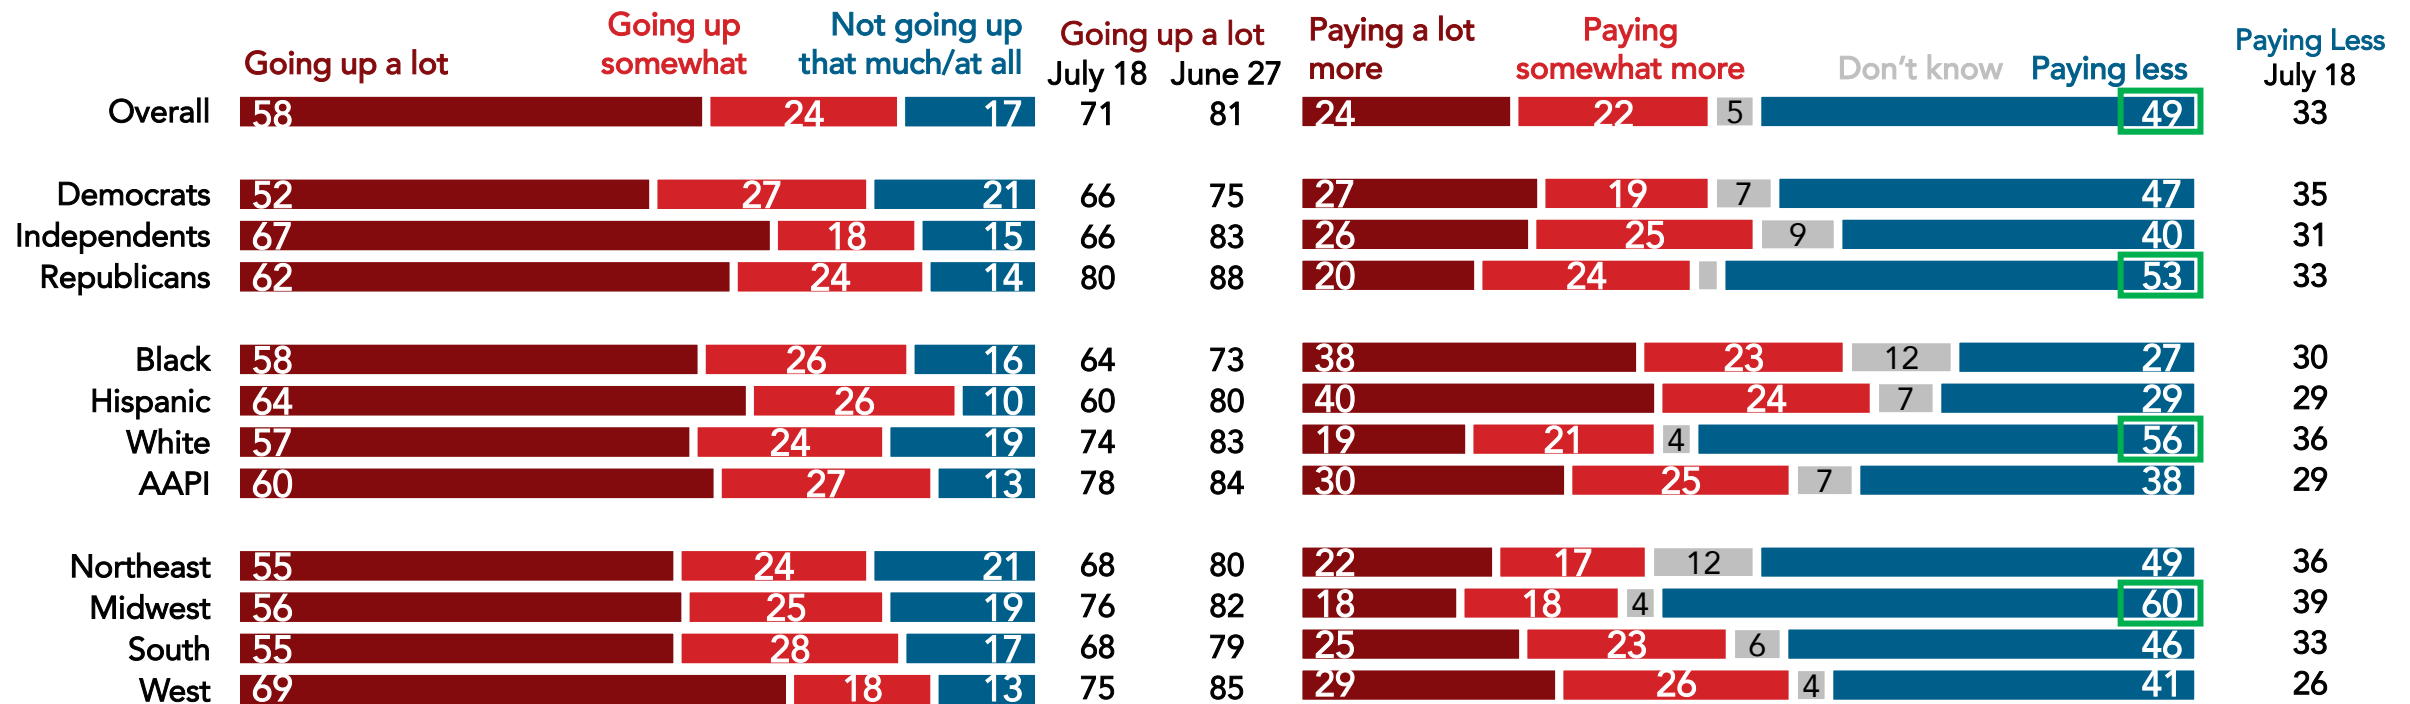 Going up a lot
Going up
somewhat
Not going up
that much/at all
Going up a lot
July 18 June 27
Paying a lot
more
Paying
somewhat more
Don't know
Paying less
Paying Less
July 18
Overall 58 24 17 71 81 24 22 5 49 33
Democrats 52 27 21 66 75 27 19 7 47 35
Independents 67 18 15 66 83 26 25 9 40 31
Republicans 62 24 14 80 88 20 24 53 33
Black 58 26 16 64 73 38 23 12 27 30
Hispanic 64 26 10 60 80 40 24 7 29 29
White 57 24 19 74 83 19 21 4 56 36
AAPI 60 27 13 78 84 30 25 7 38 29
Northeast 55 24 21 68 80 22 17 12 49 36
Midwest 56 25 19 76 82 18 18 4 60 39
South 55 28 17 68 79 25 23 6 46 33
West 69 18 13 75 85 29 26 4 41 26